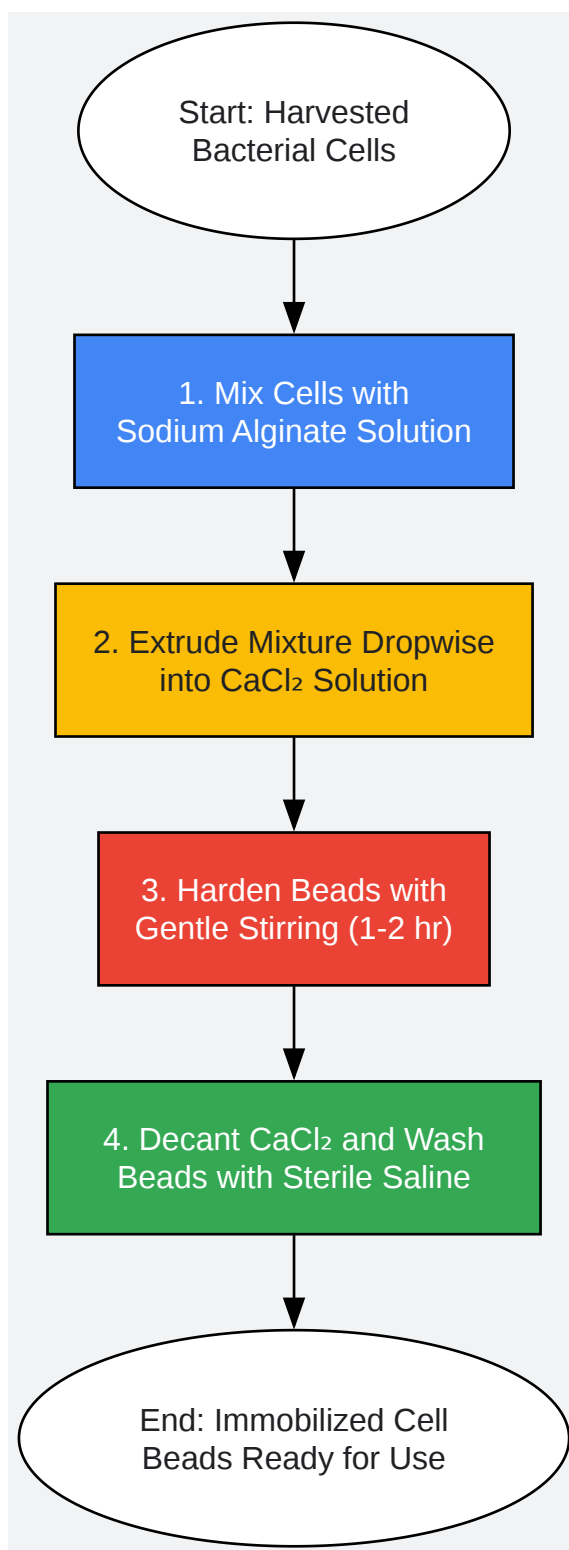 Start: Harvested
Bacterial Cells
1. Mix Cells with
Sodium Alginate Solution
2. Extrude Mixture Dropwise
into CaCl₂ Solution
3. Harden Beads with
Gentle Stirring (1-2 hr)
4. Decant CaCl₂ and Wash
Beads with Sterile Saline
End: Immobilized Cell
Beads Ready for Use